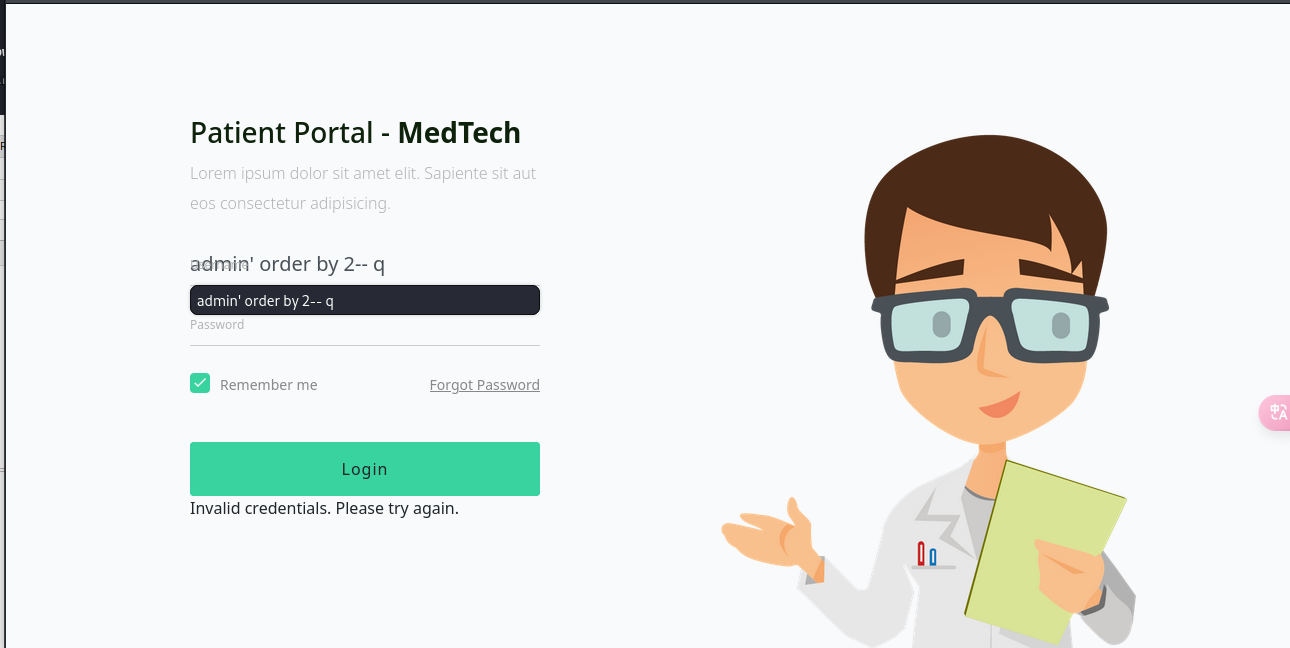 Patient Portal - MedTech
Lorem ipsum dolor sit amet elit. Sapiente sit aut
eos consectetur adipisicing.
Username
admin' order by 2-- q
admin' order by 2-- q
Password
Remember me
Forgot Password
Login
Invalid credentials. Please try again.